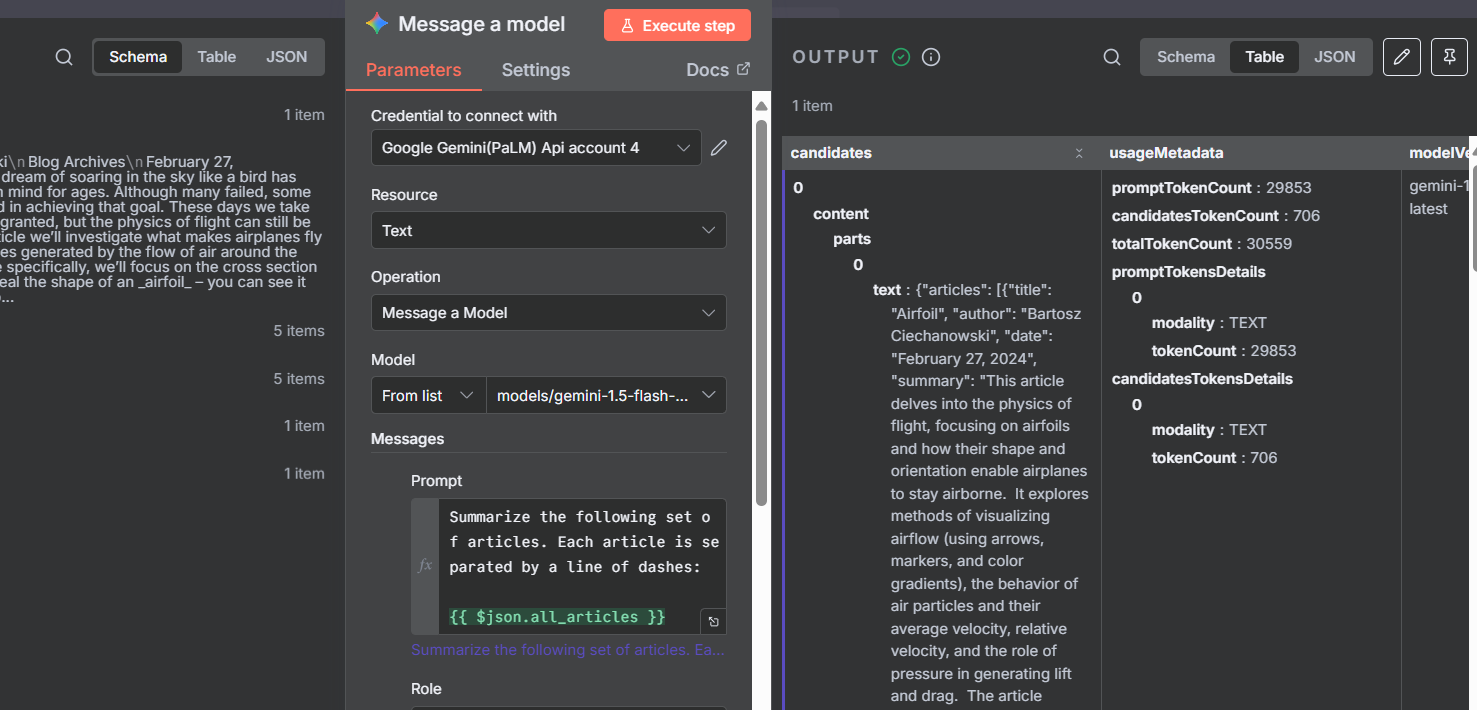 Schema Table JSON
1 item
ki\n Blog Archives\n February 27,
dream of soaring in the sky like a bird has
n mind for ages. Although many failed, some
d in achieving that goal. These days we take
granted, but the physics of flight can still be
ticle we'll investigate what makes airplanes fly
es generated by the flow of air around the
e specifically, we'll focus on the cross section
eal the shape of an _airfoil_ – you can see it
...
5 items
5 items
1 item
1 item
Message a model
Execute step
Parameters Settings Docs
Credential to connect with
Google Gemini(PaLM) Api account 4
Resource
Text
Operation
Message a Model
Model
From list models/gemini-1.5-flash-...
Messages
Prompt
fx
Summarize the following set o
f articles. Each article is se
parated by a line of dashes:
{{ $json.all_articles }}
Summarize the following set of articles. Ea...
Role
OUTPUT
Schema Table JSON
1 item
candidates usageMetadata modelVe
0
content
parts
0
text : {"articles": [{"title":
"Airfoil", "author": "Bartosz
Ciechanowski", "date":
"February 27, 2024",
"summary": "This article
delves into the physics of
flight, focusing on airfoils
and how their shape and
orientation enable airplanes
to stay airborne.  It explores
methods of visualizing
airflow (using arrows,
markers, and color
gradients), the behavior of
air particles and their
average velocity, relative
velocity, and the role of
pressure in generating lift
and drag.  The article
promptTokenCount : 29853
candidatesTokenCount : 706
totalTokenCount : 30559
promptTokensDetails
0
modality : TEXT
tokenCount : 29853
candidatesTokensDetails
0
modality : TEXT
tokenCount : 706
gemini-1
latest